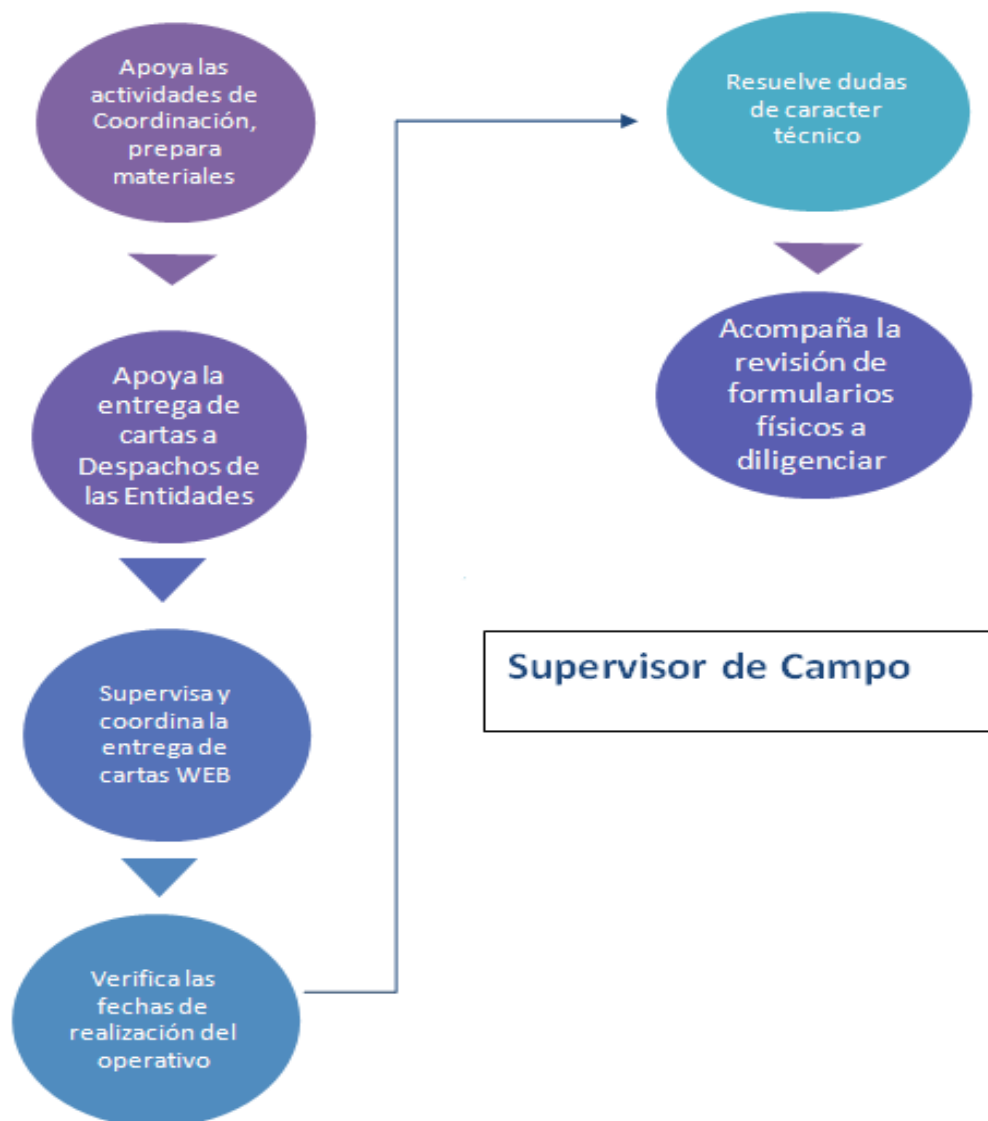 Apoya las
actividades de
Coordinación,
prepara
materiales
Apoya la
entrega de
cartas a
Despachos de
las Entidades
Supervisa y
coordina la
entrega de
cartas WEB
Verifica las
fechas de
realización del
operativo
Resuelve dudas
de caracter
técnico
Acompaña la
revisión de
formularios
físicos a
diligenciar
Supervisor de Campo